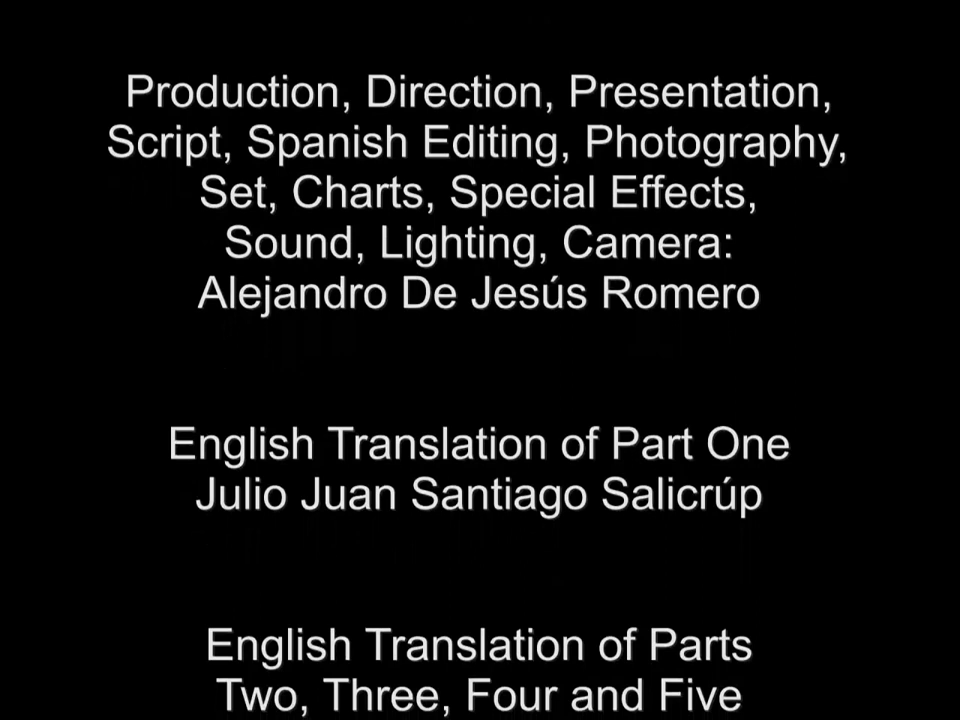 Production, Direction, Presentation,
Script, Spanish Editing, Photography,
Set, Charts, Special Effects,
Sound, Lighting, Camera:
Alejandro De Jesús Romero
English Translation of Part One
Julio Juan Santiago Salicrúp
English Translation of Parts
Two, Three, Four and Five